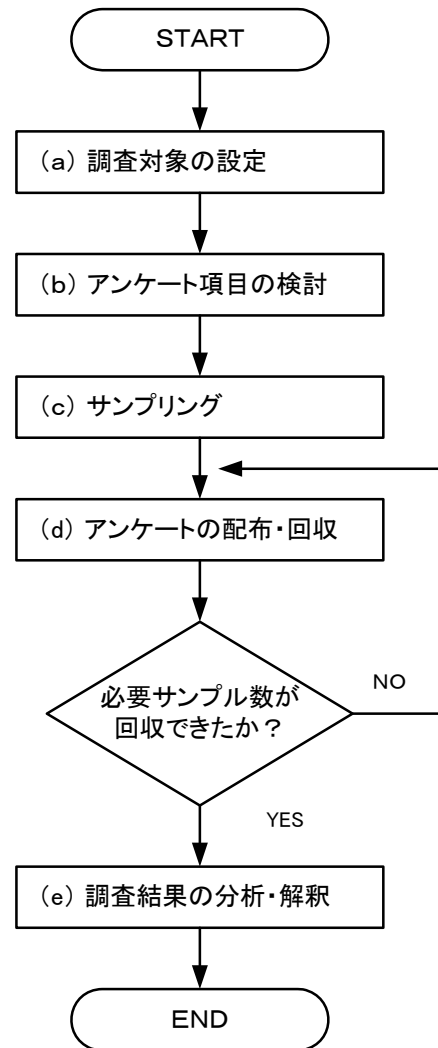 START
(a) 調査対象の設定
(b) アンケート項目の検討
(c) サンプリング
(d) アンケートの配布・回収
必要サンプル数が
回収できたか？
NO
YES
(e) 調査結果の分析・解釈
END